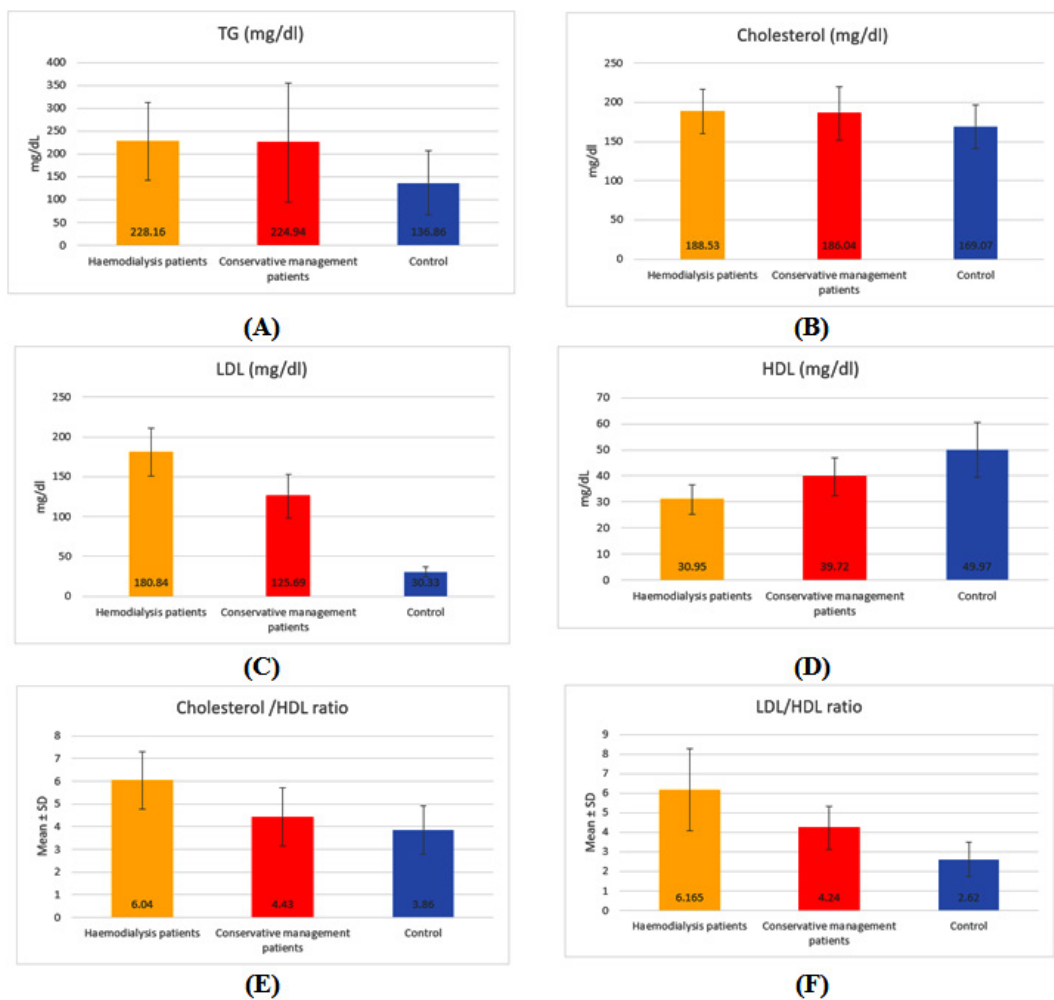 TG (mg/dl)
400
350
300
250
200
150
100
50
0
mg/dL
228.16
224.94
136.86
Haemodialysis patients
Conservative management
patients
Control
(A)
Cholesterol (mg/dl)
250
200
150
100
50
0
mg/dl
188.53
186.04
169.07
Hemodialysis patients
Conservative management
patients
Control
(B)
LDL (mg/dl)
250
200
150
100
50
0
mg/dl
180.84
125.69
30.33
Hemodialysis patients
Conservative management
patients
Control
(C)
HDL (mg/dl)
70
60
50
40
30
20
10
0
mg/dL
30.95
39.72
49.97
Haemodialysis patients
Conservative management
patients
Control
(D)
Cholesterol /HDL ratio
8
7
6
5
4
3
2
1
0
Mean ± SD
6.04
4.43
3.86
Haemodialysis patients
Conservative management
patients
Control
(E)
LDL/HDL ratio
9
8
7
6
5
4
3
2
1
0
Mean ± SD
6.165
4.24
2.62
Haemodialysis patients
Conservative management
patients
Control
(F)